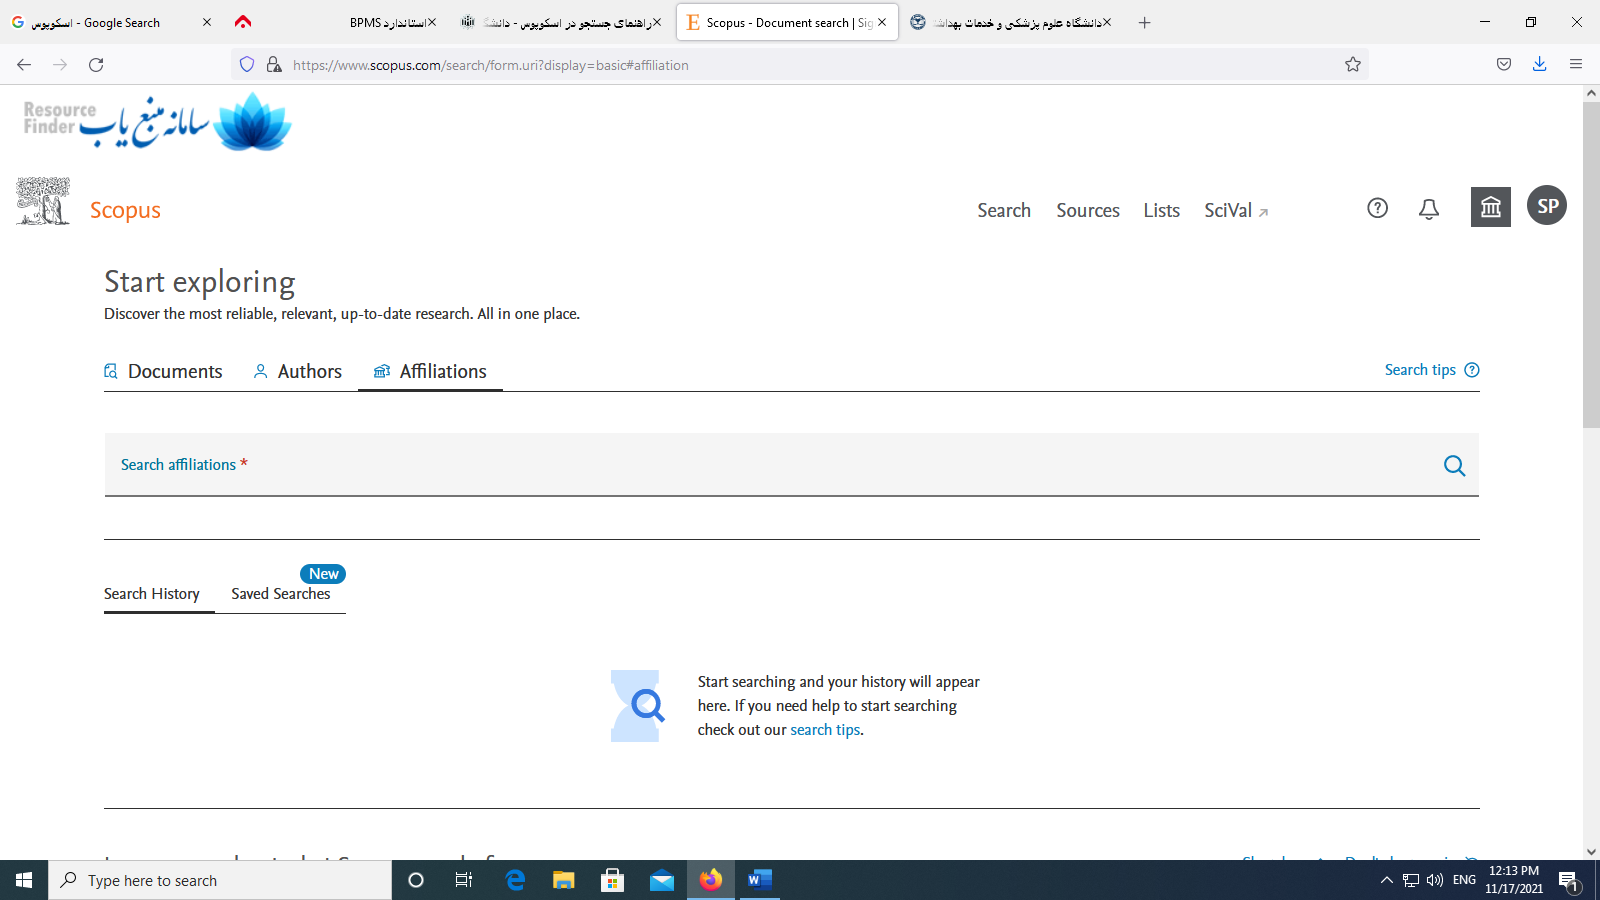 اسکوپوس - Google Search
استاندارد BPMS
راهنمای جستجو در اسکوپوس - دانشگ
Scopus - Document search | Sig
دانشگاه علوم پزشکی و خدمات بهداشت
https://www.scopus.com/search/form.uri?display=basic#affiliation
Resource
Finder
سامانه منبع یاب
Scopus
Search Sources Lists SciVal
SP
Start exploring
Discover the most reliable, relevant, up-to-date research. All in one place.
Documents Authors Affiliations
Search tips
Search affiliations *
New
Search History Saved Searches
Start searching and your history will appear
here. If you need help to start searching
check out our search tips.
Type here to search
ENG
12:13 PM
11/17/2021
1